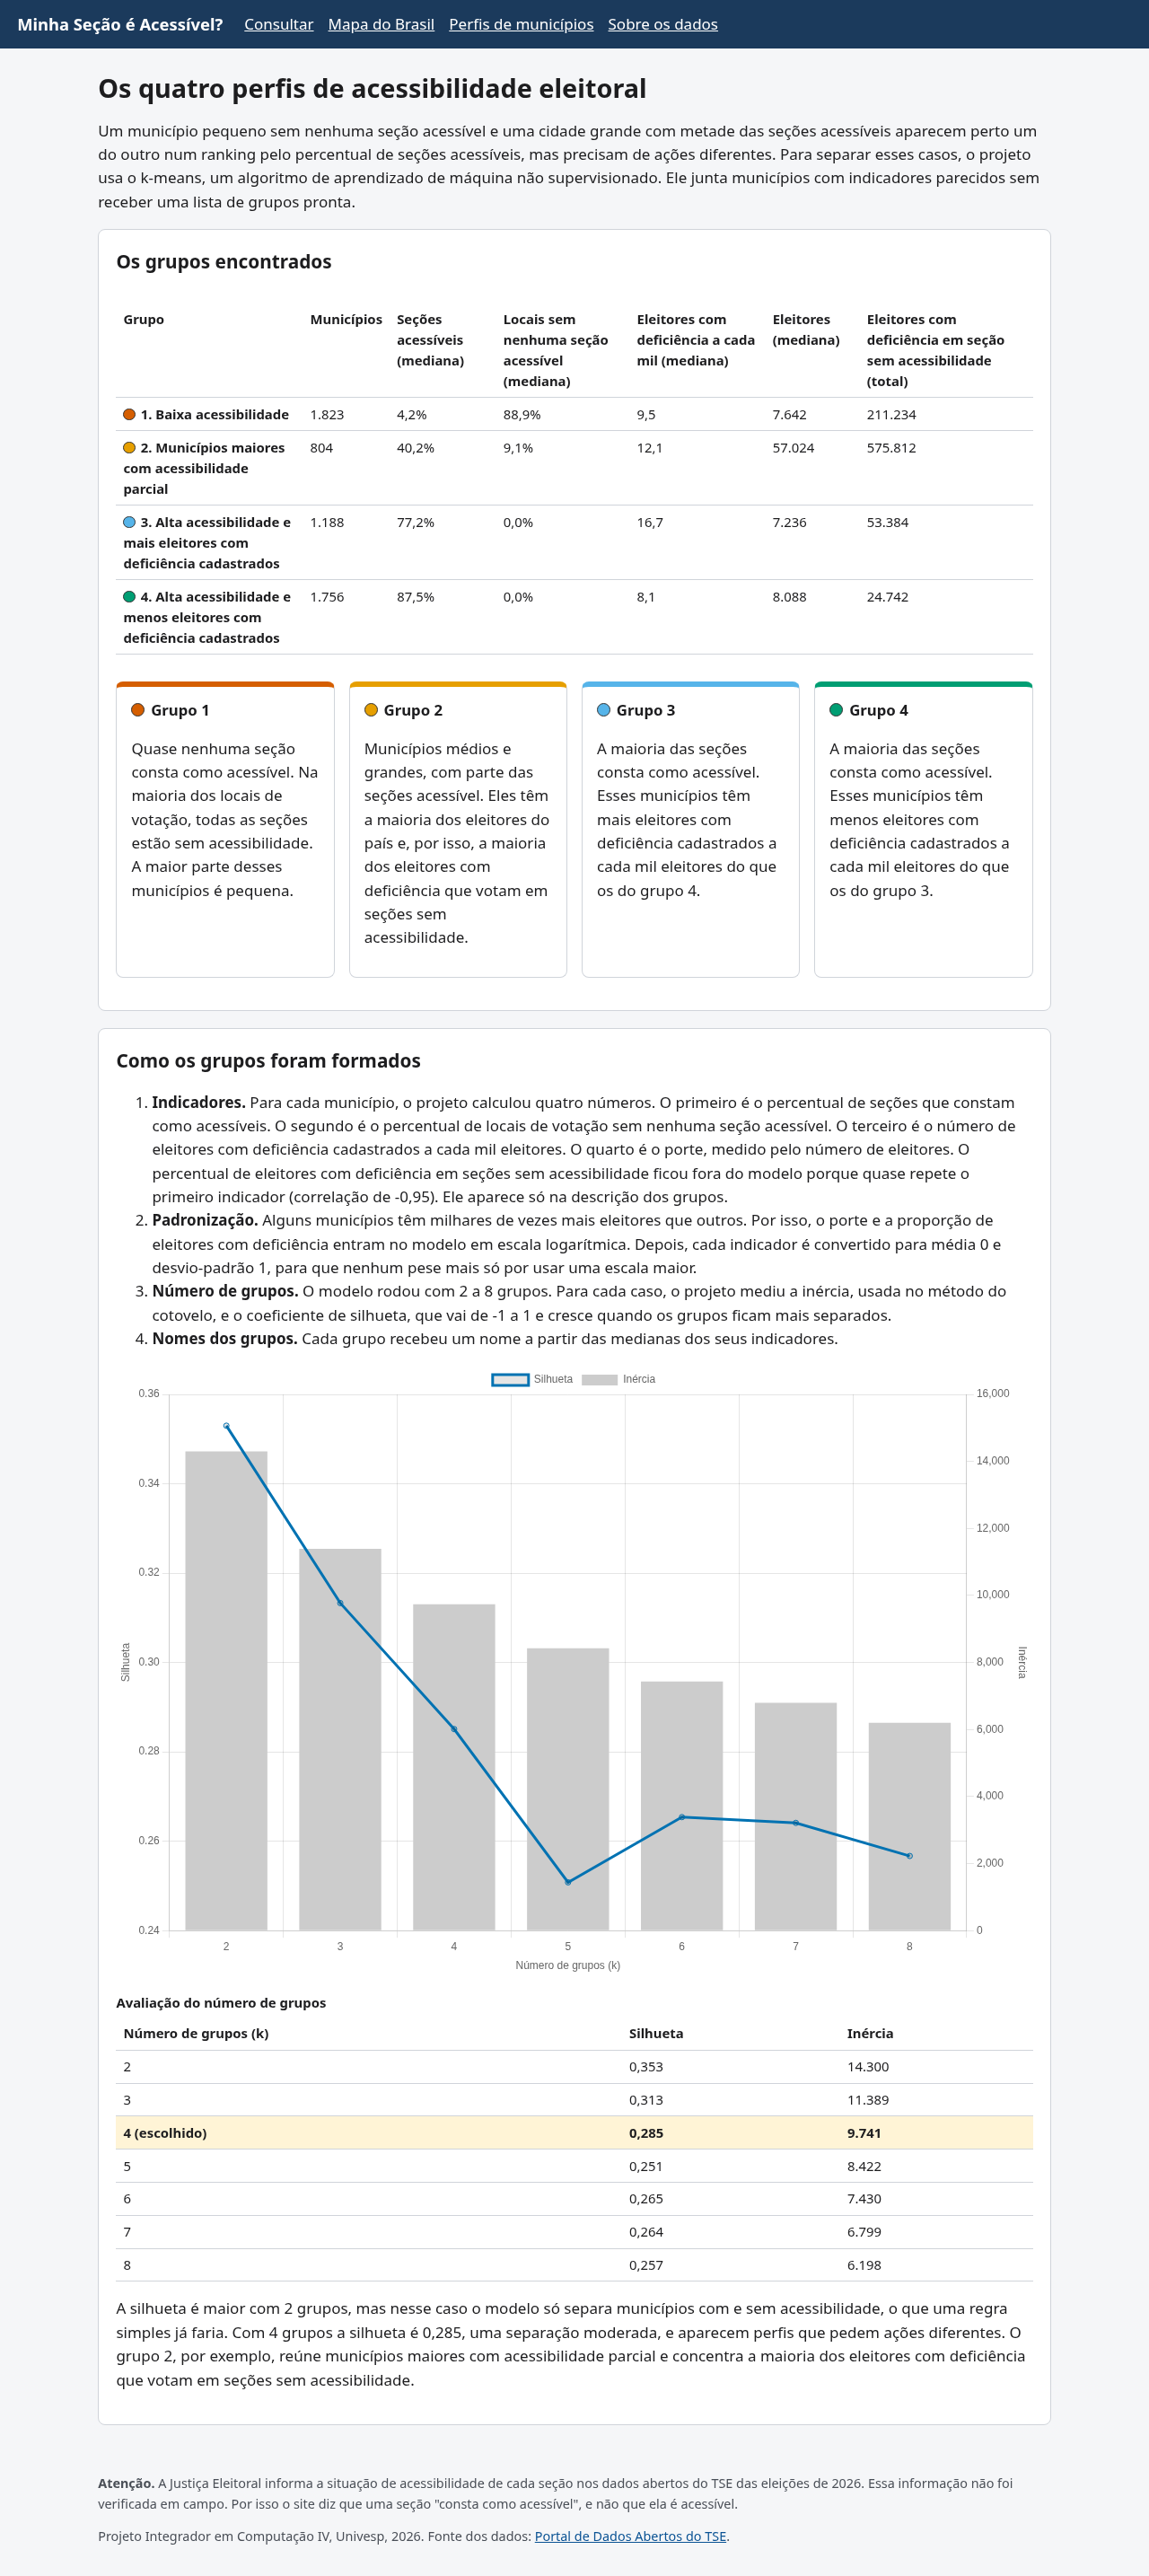 Minha Seção é Acessível? Consultar Mapa do Brasil Perfis de municípios Sobre os dados
Os quatro perfis de acessibilidade eleitoral
Um município pequeno sem nenhuma seção acessível e uma cidade grande com metade das seções acessíveis aparecem perto um
do outro num ranking pelo percentual de seções acessíveis, mas precisam de ações diferentes. Para separar esses casos, o projeto
usa o k-means, um algoritmo de aprendizado de máquina não supervisionado. Ele junta municípios com indicadores parecidos sem
receber uma lista de grupos pronta.
Os grupos encontrados
Grupo
Municípios
Seções
acessíveis
(mediana)
Locais sem
nenhuma seção
acessível
(mediana)
Eleitores com
deficiência a cada
mil (mediana)
Eleitores
(mediana)
Eleitores com
deficiência em seção
sem acessibilidade
(total)
1. Baixa acessibilidade 1.823 4,2% 88,9% 9,5 7.642 211.234
2. Municípios maiores 804 40,2% 9,1% 12,1 57.024 575.812
com acessibilidade
parcial
3. Alta acessibilidade e 1.188 77,2% 0,0% 16,7 7.236 53.384
mais eleitores com
deficiência cadastrados
4. Alta acessibilidade e 1.756 87,5% 0,0% 8,1 8.088 24.742
menos eleitores com
deficiência cadastrados
Grupo 1
Quase nenhuma seção
consta como acessível. Na
maioria dos locais de
votação, todas as seções
estão sem acessibilidade.
A maior parte desses
municípios é pequena.
Grupo 2
Municípios médios e
grandes, com parte das
seções acessível. Eles têm
a maioria dos eleitores do
país e, por isso, a maioria
dos eleitores com
deficiência que votam em
seções sem
acessibilidade.
Grupo 3
A maioria das seções
consta como acessível.
Esses municípios têm
mais eleitores com
deficiência cadastrados a
cada mil eleitores do que
os do grupo 4.
Grupo 4
A maioria das seções
consta como acessível.
Esses municípios têm
menos eleitores com
deficiência cadastrados a
cada mil eleitores do que
os do grupo 3.
Como os grupos foram formados
1. Indicadores. Para cada município, o projeto calculou quatro números. O primeiro é o percentual de seções que constam
como acessíveis. O segundo é o percentual de locais de votação sem nenhuma seção acessível. O terceiro é o número de
eleitores com deficiência cadastrados a cada mil eleitores. O quarto é o porte, medido pelo número de eleitores. O
percentual de eleitores com deficiência em seções sem acessibilidade ficou fora do modelo porque quase repete o
primeiro indicador (correlação de -0,95). Ele aparece só na descrição dos grupos.
2. Padronização. Alguns municípios têm milhares de vezes mais eleitores que outros. Por isso, o porte e a proporção de
eleitores com deficiência entram no modelo em escala logarítmica. Depois, cada indicador é convertido para média 0 e
desvio-padrão 1, para que nenhum pese mais só por usar uma escala maior.
3. Número de grupos. O modelo rodou com 2 a 8 grupos. Para cada caso, o projeto mediu a inércia, usada no método do
cotovelo, e o coeficiente de silhueta, que vai de -1 a 1 e cresce quando os grupos ficam mais separados.
4. Nomes dos grupos. Cada grupo recebeu um nome a partir das medianas dos seus indicadores.
Silhueta Inércia
0.36
0.34
0.32
0.30
0.28
0.26
0.24
Silhueta
16,000
14,000
12,000
10,000
8,000
6,000
4,000
2,000
0
Inércia
2 3 4 5 6 7 8
Número de grupos (k)
Avaliação do número de grupos
Número de grupos (k) Silhueta Inércia
2 0,353 14.300
3 0,313 11.389
4 (escolhido) 0,285 9.741
5 0,251 8.422
6 0,265 7.430
7 0,264 6.799
8 0,257 6.198
A silhueta é maior com 2 grupos, mas nesse caso o modelo só separa municípios com e sem acessibilidade, o que uma regra
simples já faria. Com 4 grupos a silhueta é 0,285, uma separação moderada, e aparecem perfis que pedem ações diferentes. O
grupo 2, por exemplo, reúne municípios maiores com acessibilidade parcial e concentra a maioria dos eleitores com deficiência
que votam em seções sem acessibilidade.
Atenção. A Justiça Eleitoral informa a situação de acessibilidade de cada seção nos dados abertos do TSE das eleições de 2026. Essa informação não foi
verificada em campo. Por isso o site diz que uma seção "consta como acessível", e não que ela é acessível.
Projeto Integrador em Computação IV, Univesp, 2026. Fonte dos dados: Portal de Dados Abertos do TSE.